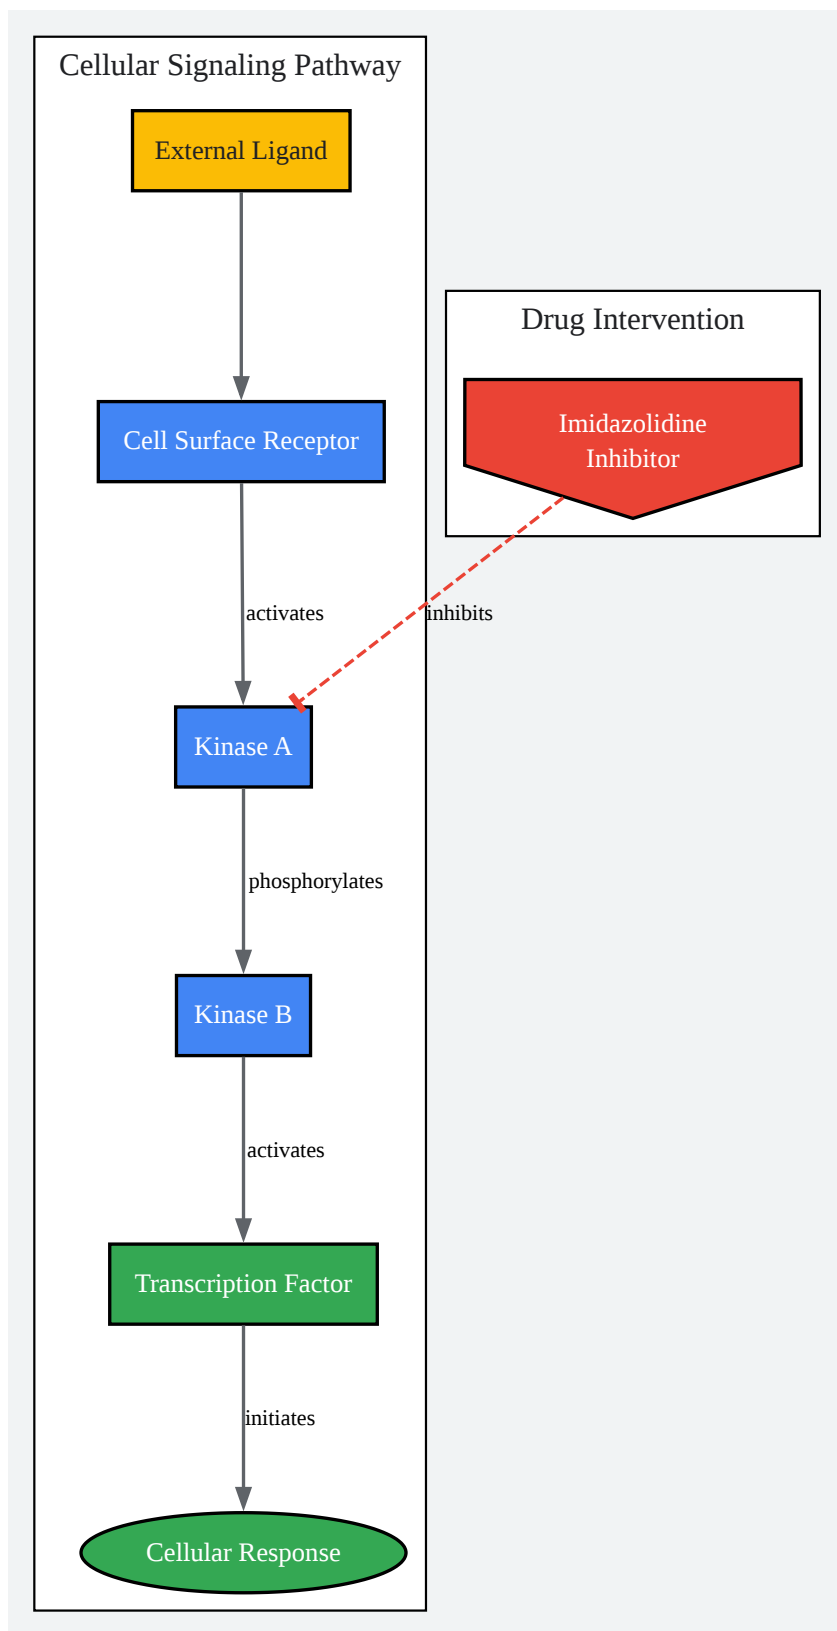 Cellular Signaling Pathway
External Ligand
Drug Intervention
Imidazolidine
Inhibitor
Cell Surface Receptor
activates
inhibits
Kinase A
phosphorylates
Kinase B
activates
Transcription Factor
initiates
Cellular Response